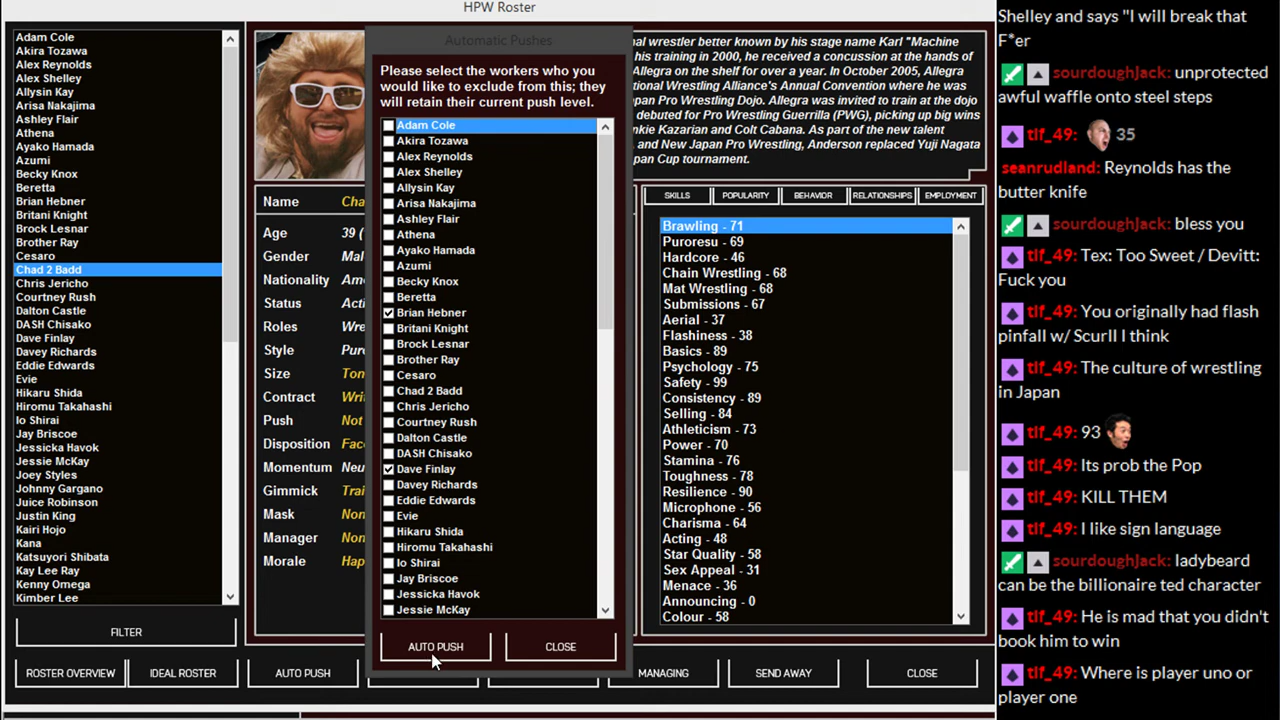 HPW Roster
Adam Cole
Akira Tozawa
Alex Reynolds
Alex Shelley
Allysin Kay
Arisa Nakajima
Ashley Flair
Athena
Ayako Hamada
Azumi
Becky Knox
Beretta
Brian Hebner
Britani Knight
Brock Lesnar
Brother Ray
Cesaro
Chad 2 Badd
Chris Jericho
Courtney Rush
Dalton Castle
DASH Chisako
Dave Finlay
Davey Richards
Eddie Edwards
Evie
Hikaru Shida
Hiromu Takahashi
Io Shirai
Jay Briscoe
Jessicka Havok
Jessie McKay
Joey Styles
Johnny Gargano
Juice Robinson
Justin King
Kairi Hojo
Kana
Katsuyori Shibata
Kay Lee Ray
Kenny Omega
Kimber Lee
FILTER
Name Cha
Age 39 (
Gender Mal
Nationality Ame
Status Acti
Roles Wre
Style Pur
Size Ton
Contract Writ
Push Not
Disposition Face
Momentum Neu
Gimmick Trai
Mask Non
Manager Non
Morale Hap
Automatic Pushes
Please select the workers who you
would like to exclude from this; they
will retain their current push level.
Adam Cole
Akira Tozawa
Alex Reynolds
Alex Shelley
Allysin Kay
Arisa Nakajima
Ashley Flair
Athena
Ayako Hamada
Azumi
Becky Knox
Beretta
Brian Hebner
Britani Knight
Brock Lesnar
Brother Ray
Cesaro
Chad 2 Badd
Chris Jericho
Courtney Rush
Dalton Castle
DASH Chisako
Dave Finlay
Davey Richards
Eddie Edwards
Evie
Hikaru Shida
Hiromu Takahashi
Io Shirai
Jay Briscoe
Jessicka Havok
Jessie McKay
AUTO PUSH CLOSE
nal wrestler better known by his stage name Karl "Machine
his training in 2000, he received a concussion at the hands of
Allegra on the shelf for over a year. In October 2005, Allegra
tional Wrestling Alliance's Annual Convention where he was
apan Pro Wrestling Dojo. Allegra was invited to train at the dojo
debuted for Pro Wrestling Guerrilla (PWG), picking up big wins
nkie Kazarian and Colt Cabana. As part of the new talent
and New Japan Pro Wrestling, Anderson replaced Yuji Nagata
pan Cup tournament.
SKILLS POPULARITY BEHAVIOR RELATIONSHIPS EMPLOYMENT
Brawling - 71
Puroresu - 69
Hardcore - 46
Chain Wrestling - 68
Mat Wrestling - 68
Submissions - 67
Aerial - 37
Flashiness - 38
Basics - 89
Psychology - 75
Safety - 99
Consistency - 89
Selling - 84
Athleticism - 73
Power - 70
Stamina - 76
Toughness - 78
Resilience - 90
Microphone - 56
Charisma - 64
Acting - 48
Star Quality - 58
Sex Appeal - 31
Menace - 36
Announcing - 0
Colour - 58
ROSTER OVERVIEW IDEAL ROSTER AUTO PUSH MANAGING SEND AWAY CLOSE
Shelley and says "I will break that
F*er
sourdoughjack: unprotected
awful waffle onto steel steps
tlf_49: 35
seanrudland: Reynolds has the
butter knife
sourdoughjack: bless you
tlf_49: Tex: Too Sweet / Devitt:
Fuck you
tlf_49: You originally had flash
pinfall w/ Scurll I think
tlf_49: The culture of wrestling
in Japan
tlf_49: 93
tlf_49: Its prob the Pop
tlf_49: KILL THEM
tlf_49: I like sign language
sourdoughjack: ladybeard
can be the billionaire ted character
tlf_49: He is mad that you didn't
book him to win
tlf_49: Where is player uno or
player one